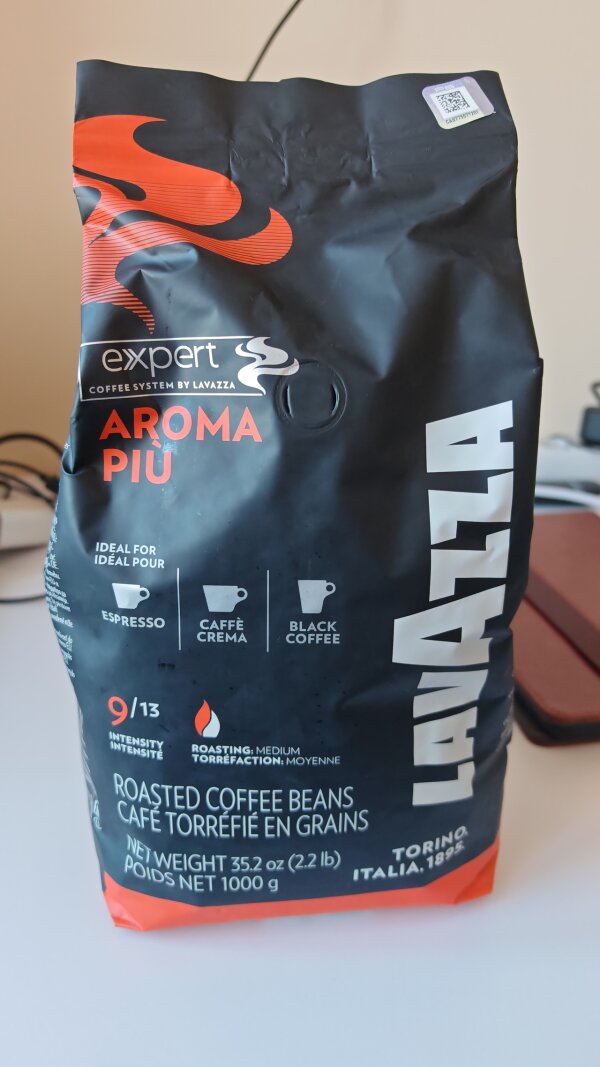 expert
COFFEE SYSTEM BY LAVAZZA
AROMA
PIÙ
IDEAL FOR
IDÉAL POUR
ESPRESSO
CAFFÈ
CREMA
BLACK
COFFEE
9/13
INTENSITY
INTENSITÉ
ROASTING: MEDIUM
TORRÉFACTION: MOYENNE
ROASTED COFFEE BEANS
CAFÉ TORRÉFIÉ EN GRAINS
NET WEIGHT 35.2 oz (2.2 lb)
POIDS NET 1000 g
LAVAZZA
TORINO.
ITALIA, 1895.